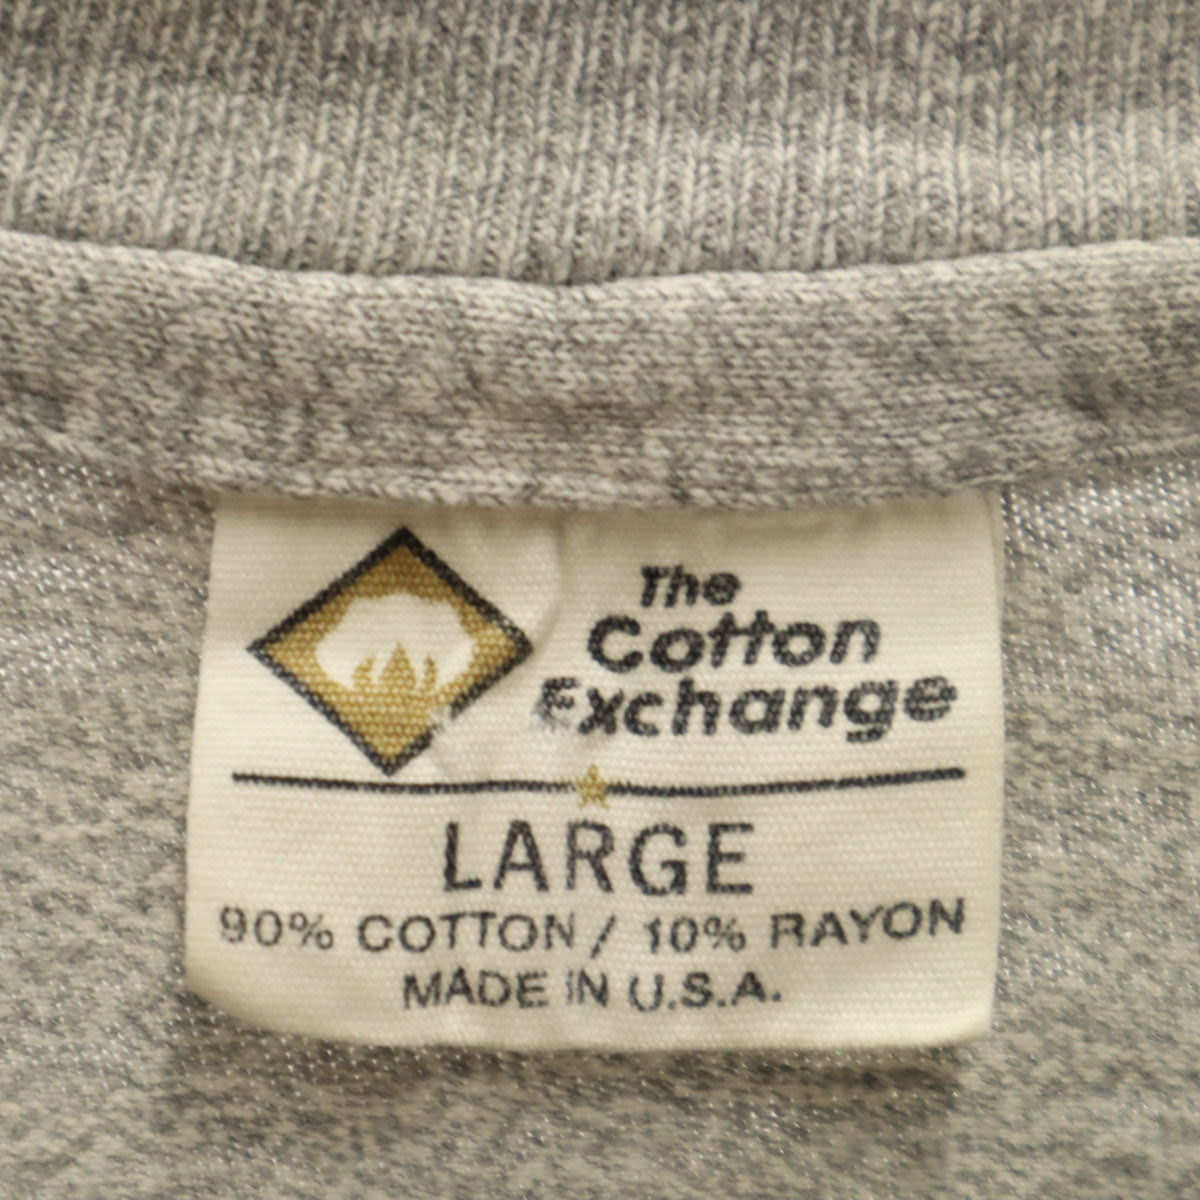 The
Cotton
Exchange
LARGE
90% COTTON / 10% RAYON
MADE IN U.S.A.